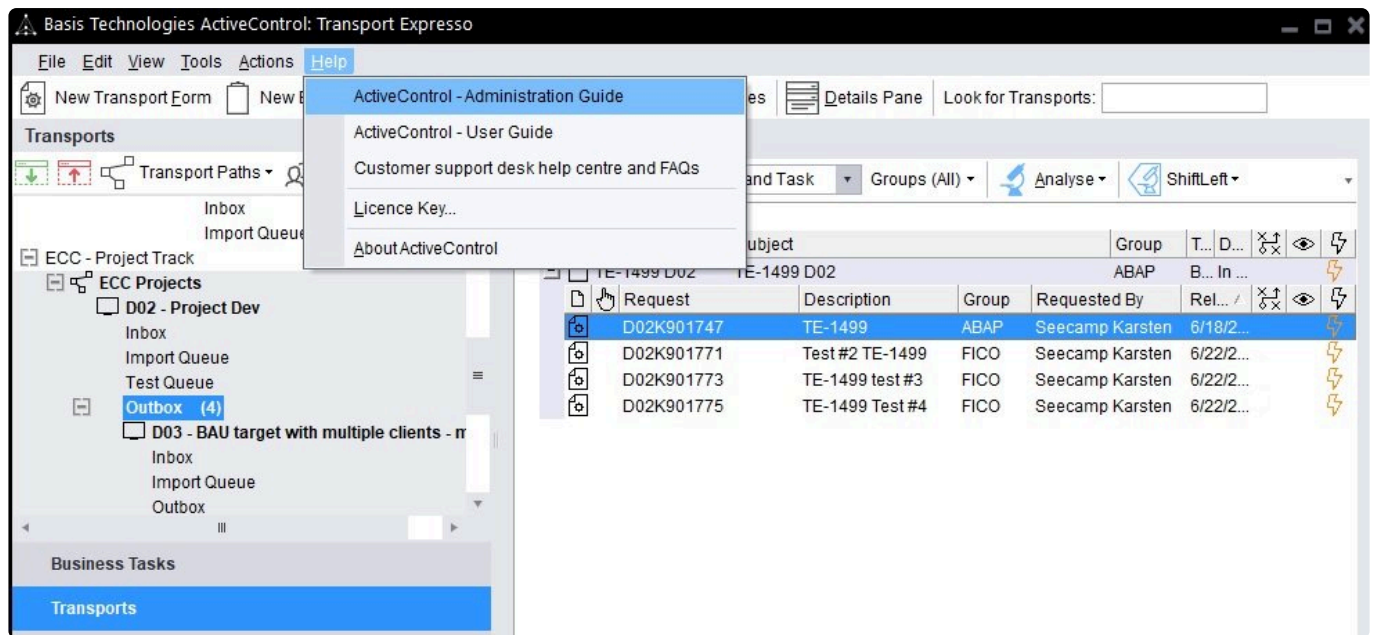 Basis Technologies ActiveControl: Transport Expresso
File Edit View Tools Actions Help
New Transport Form New es Details Pane Look for Transports:
ActiveControl - Administration Guide
ActiveControl - User Guide
Customer support desk help centre and FAQs
Licence Key...
About ActiveControl
Transports
Transport Paths and Task Groups (All) Analyse ShiftLeft
Inbox
Import Queue
ECC - Project Track
ECC Projects
D02 - Project Dev
Inbox
Import Queue
Test Queue
Outbox (4)
D03 - BAU target with multiple clients - m
Inbox
Import Queue
Outbox
ubject Group T... D...
TE-1499 D02 TE-1499 D02 ABAP B... In ...
Request Description Group Requested By Rel...
D02K901747 TE-1499 ABAP Seecamp Karsten 6/18/2...
D02K901771 Test #2 TE-1499 FICO Seecamp Karsten 6/22/2...
D02K901773 TE-1499 test #3 FICO Seecamp Karsten 6/22/2...
D02K901775 TE-1499 Test #4 FICO Seecamp Karsten 6/22/2...
Business Tasks
Transports